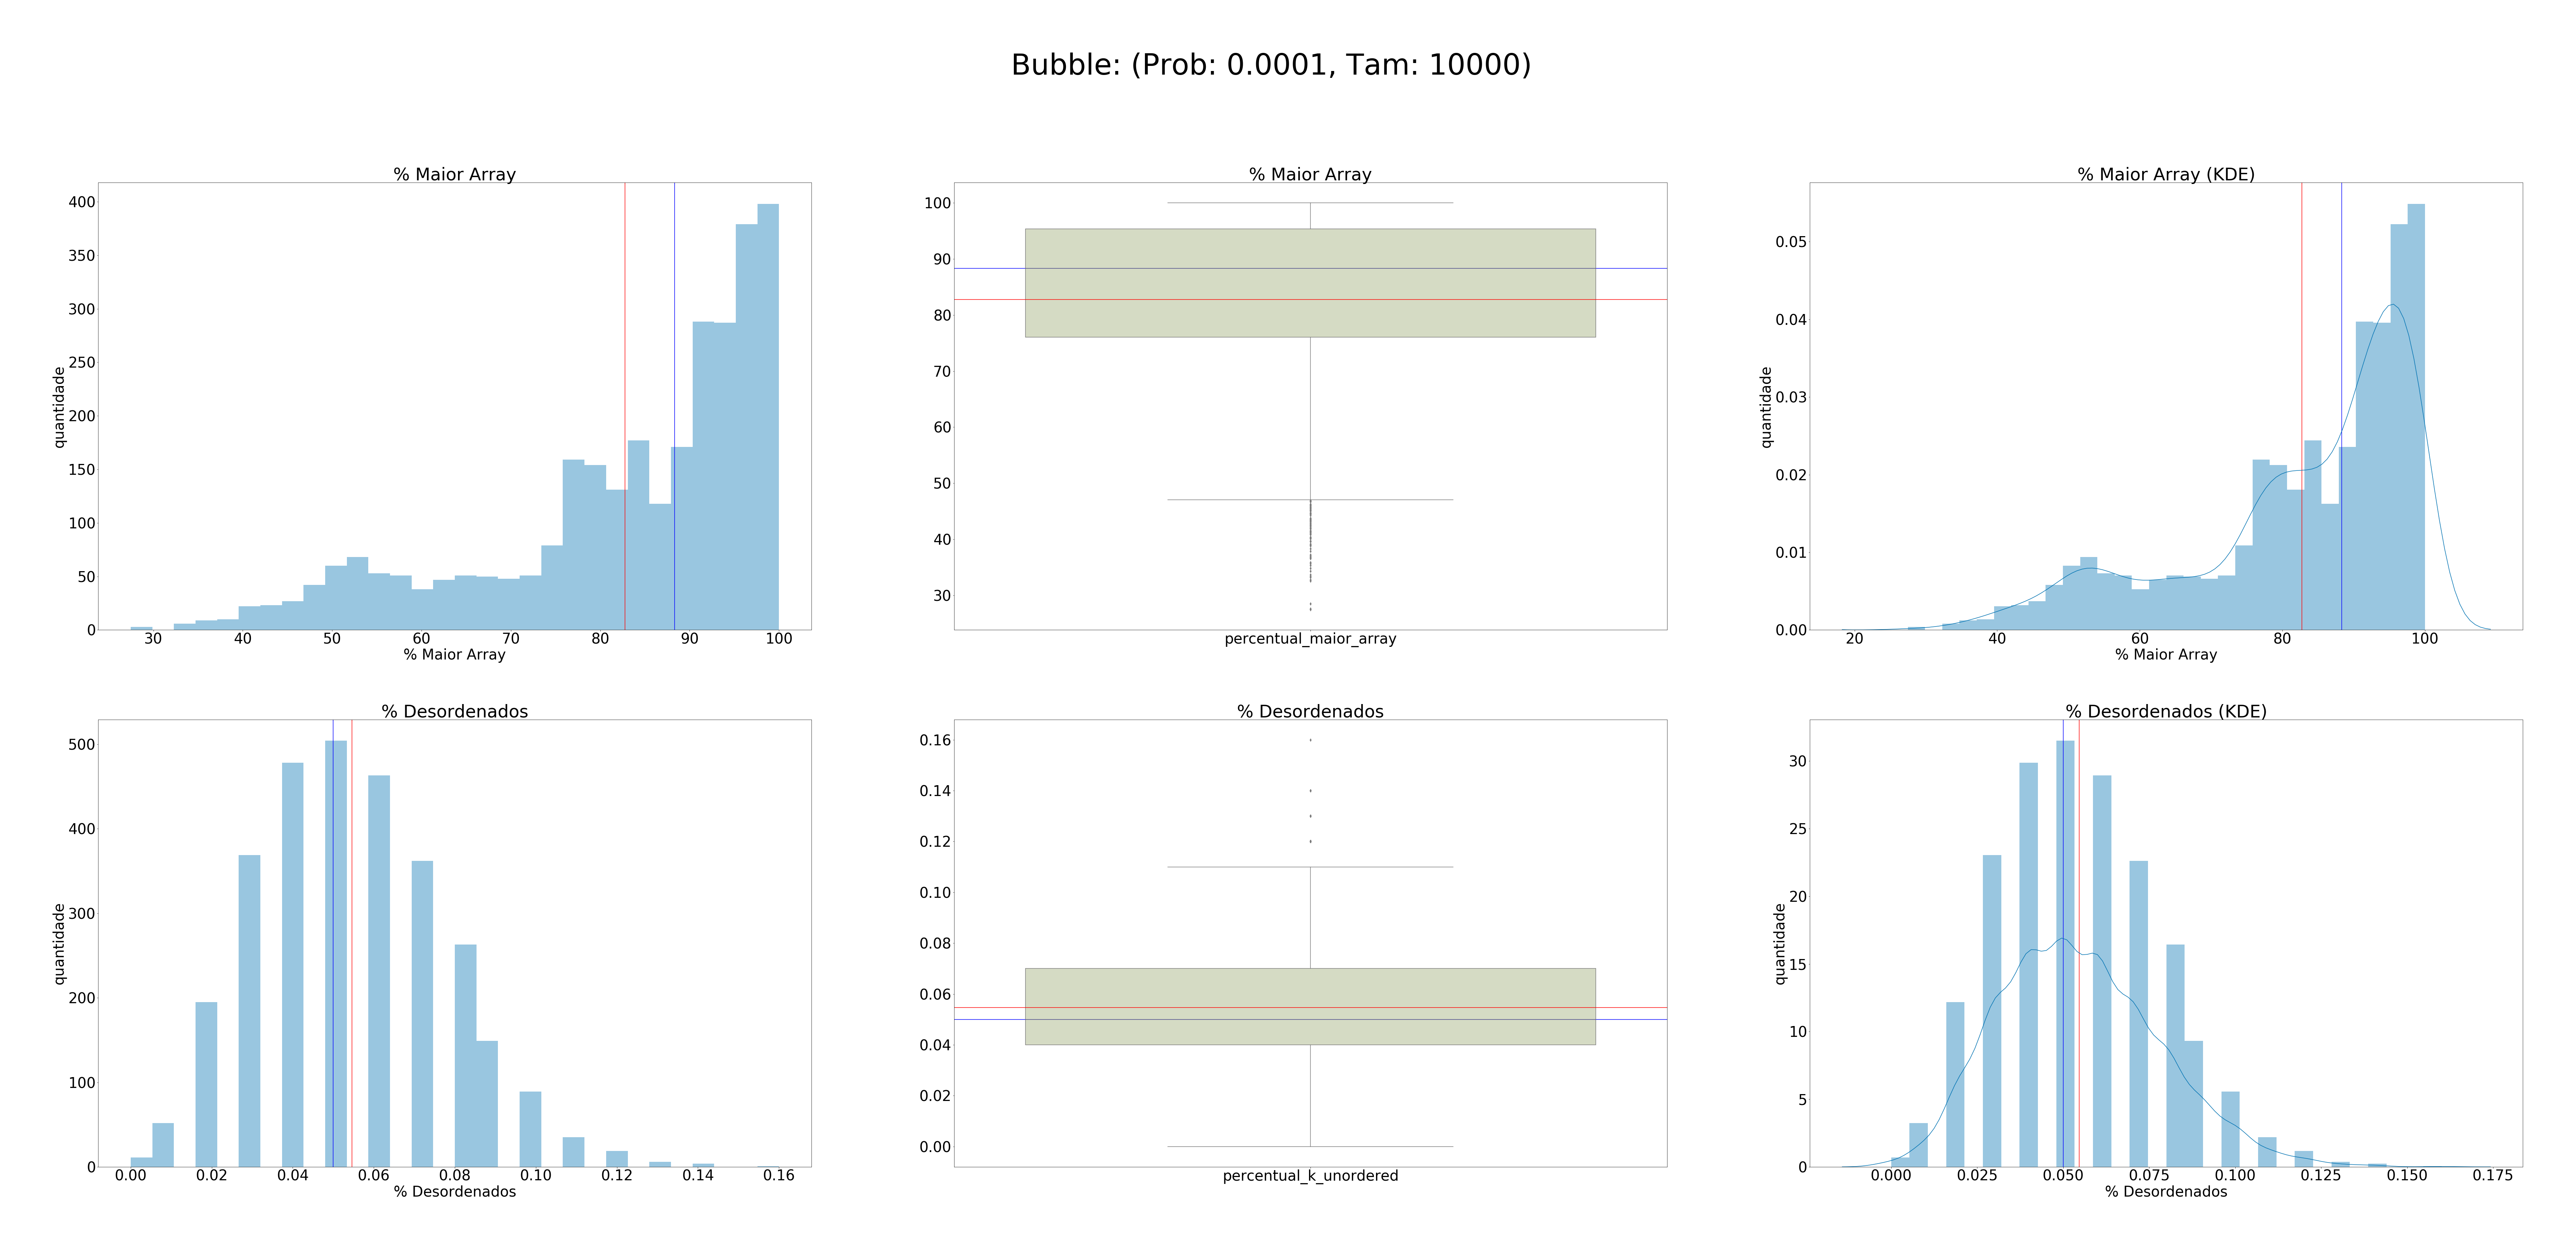 Bubble: (Prob: 0.0001, Tam: 10000)
% Maior Array
400
350
300
250
200
150
100
50
0
quantidade
30 40 50 60 70 80 90 100
% Maior Array
% Maior Array
100
90
80
70
60
50
40
30
percentual_maior_array
% Maior Array (KDE)
0.05
0.04
0.03
0.02
0.01
0.00
quantidade
20 40 60 80 100
% Maior Array
% Desordenados
500
400
300
200
100
0
quantidade
0.00 0.02 0.04 0.06 0.08 0.10 0.12 0.14 0.16
% Desordenados
% Desordenados
0.16
0.14
0.12
0.10
0.08
0.06
0.04
0.02
0.00
percentual_k_unordered
% Desordenados (KDE)
30
25
20
15
10
5
0
quantidade
0.000 0.025 0.050 0.075 0.100 0.125 0.150 0.175
% Desordenados